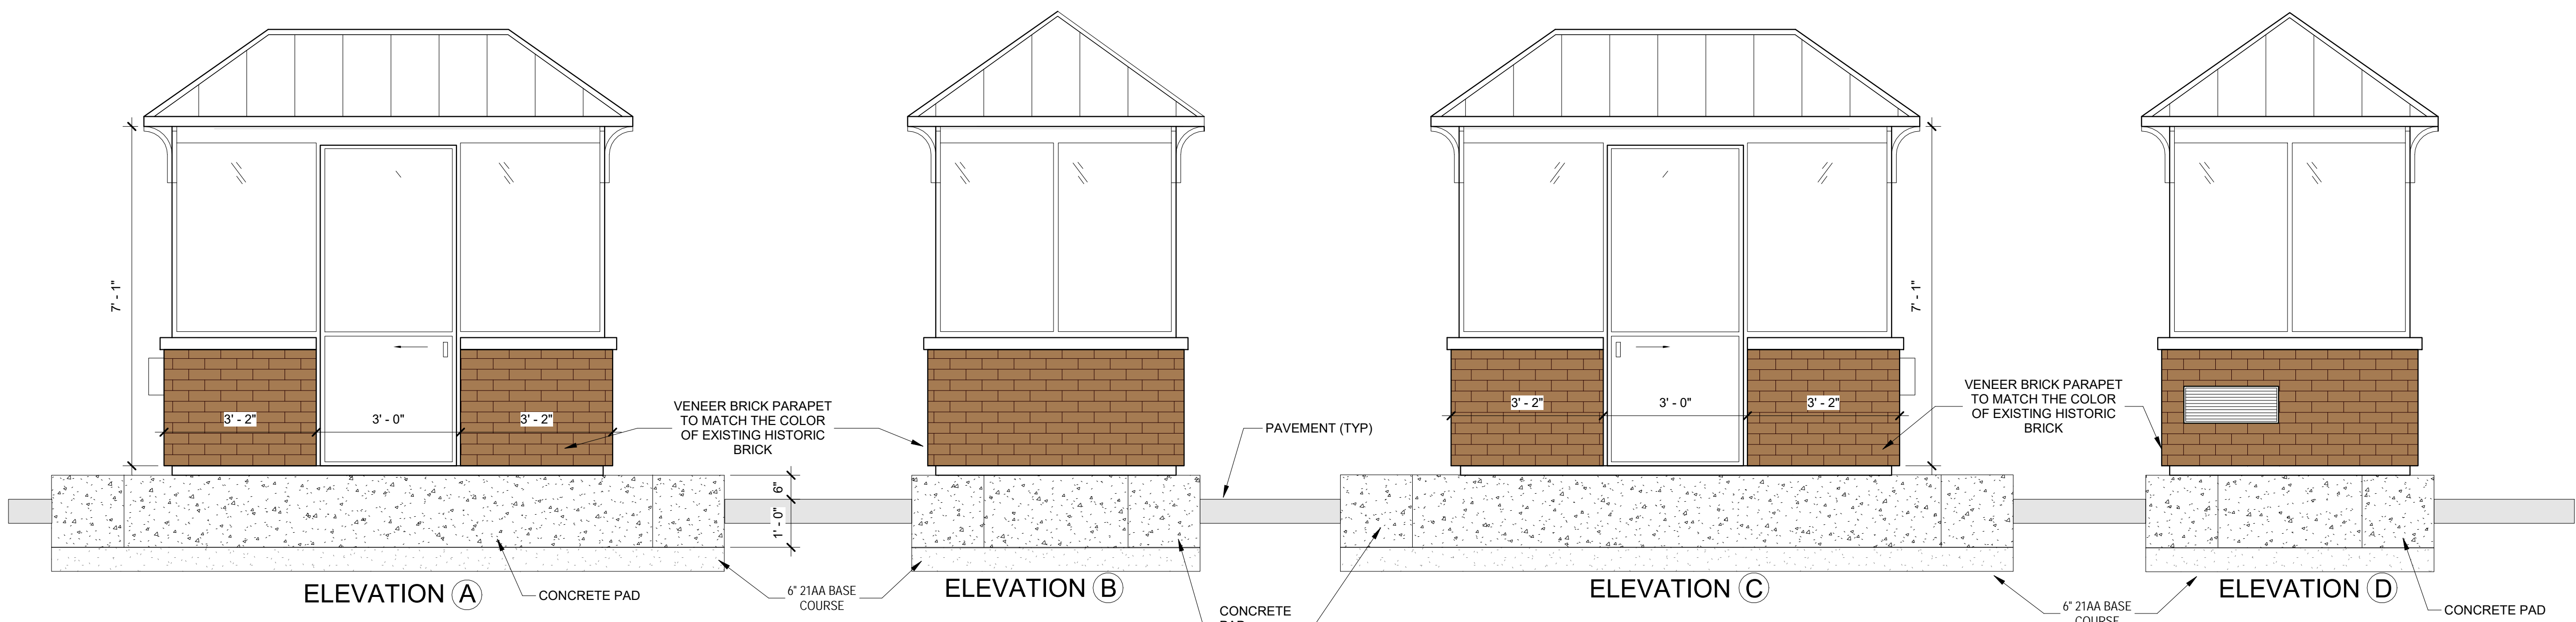 7' - 1"
3' - 2"
3' - 0"
3' - 2"
VENEER BRICK PARAPET
TO MATCH THE COLOR
OF EXISTING HISTORIC
BRICK
6"
1' - 0"
ELEVATION A
CONCRETE PAD
6" 21AA BASE
COURSE
ELEVATION B
PAVEMENT (TYP)
CONCRETE
PAD
7' - 1"
3' - 2"
3' - 0"
3' - 2"
VENEER BRICK PARAPET
TO MATCH THE COLOR
OF EXISTING HISTORIC
BRICK
ELEVATION C
6" 21AA BASE
COURSE
ELEVATION D
CONCRETE PAD